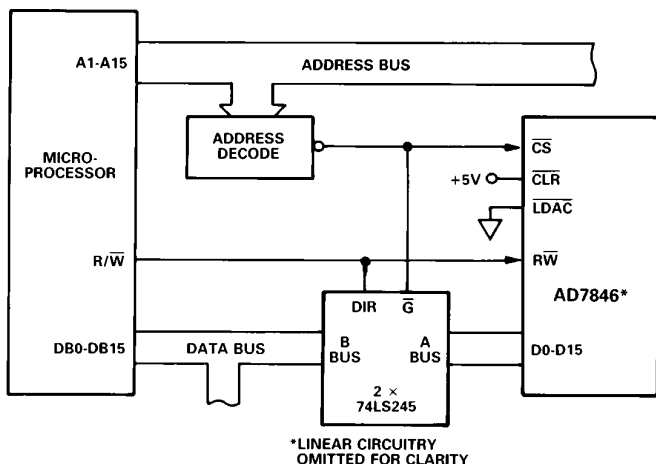 A1-A15
ADDRESS BUS
MICRO-
PROCESSOR
ADDRESS
DECODE
CS
+5V
CLR
LDAC
R/W
RW
AD7846*
DIR
G
DB0-DB15
DATA BUS
B
BUS
A
BUS
D0-D15
2 ×
74LS245
*LINEAR CIRCUITRY
OMITTED FOR CLARITY